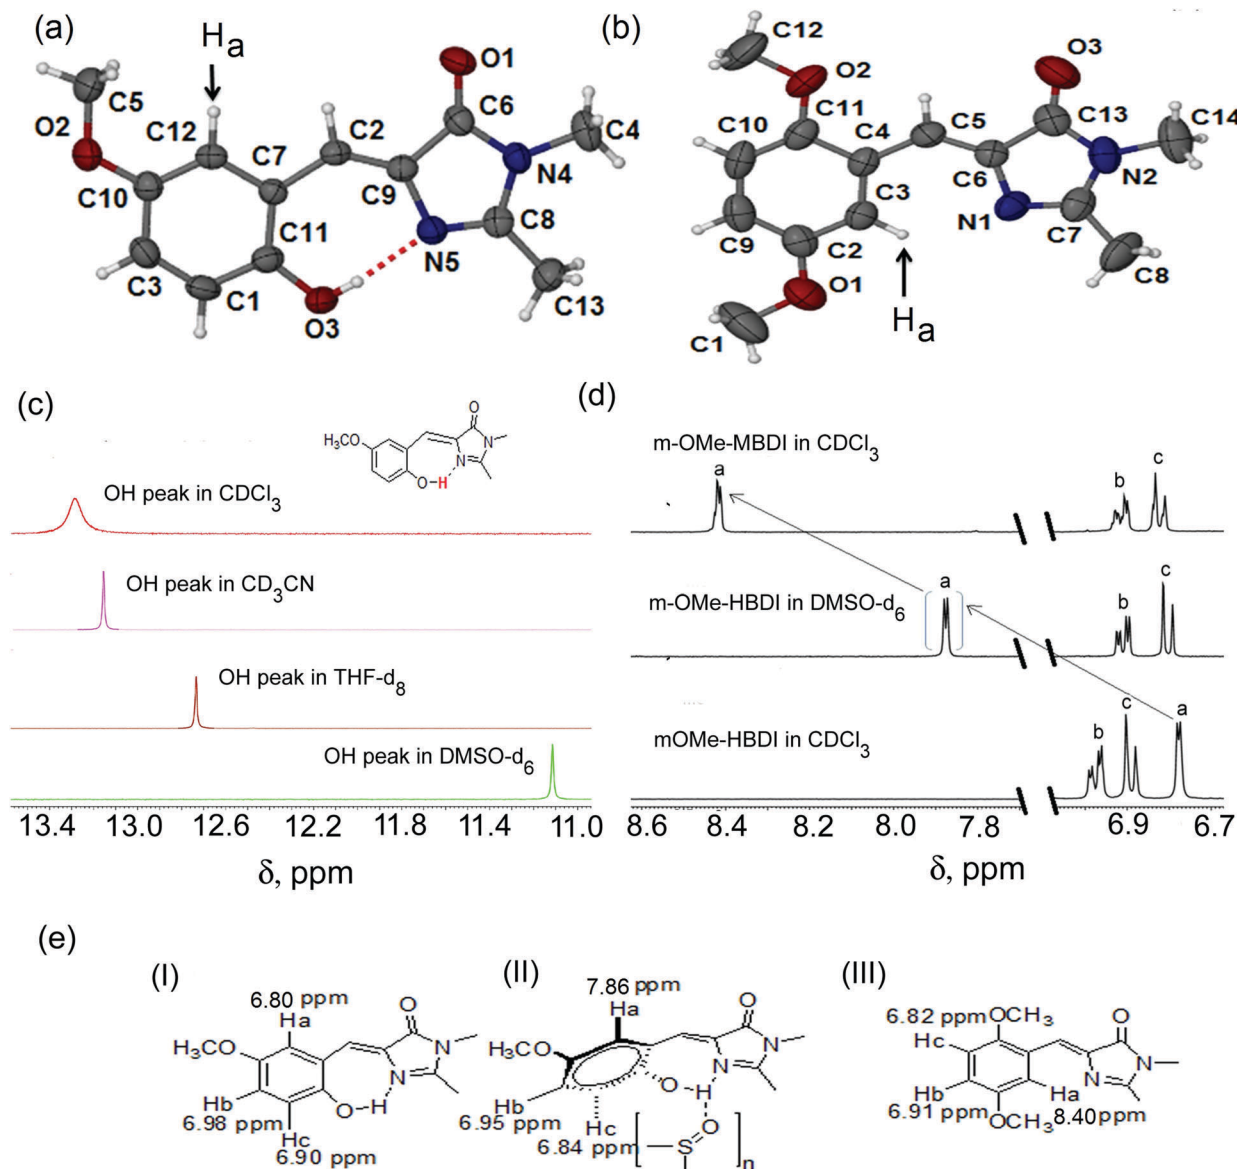 (a)
Ha
C5
O2
C12
C10
C7
C2
O1
C6
C4
N4
C9
C8
C11
N5
C3
C1
O3
C13
(b)
C12
O2
O3
C11
C13
C14
C10
C4
C5
C3
C6
N2
N1
C9
C2
C7
C8
O1
Ha
C1
(c)
O
H3CO
N
N
O-H
OH peak in CDCl3
OH peak in CD3CN
OH peak in THF-d8
OH peak in DMSO-d6
13.4 13.0 12.6 12.2 11.8 11.4 11.0
δ, ppm
(d)
m-OMe-MBDI in CDCl3
a
b
c
m-OMe-HBDI in DMSO-d6
a
b
c
mOMe-HBDI in CDCl3
b
c
a
8.6 8.4 8.2 8.0 7.8 6.9 6.7
δ, ppm
(e)
(I)
6.80 ppm
Ha
O
H3CO
N
N
Hb
O-H
6.98 ppm
Hc
6.90 ppm
(II)
7.86 ppm
Ha
O
H3CO
N
N
O
H
Hb
6.95 ppm
Hc
6.84 ppm
S=O
n
(III)
6.82 ppm
OCH3
O
Hc
N
N
Hb
Ha
6.91 ppm
OCH3
8.40 ppm